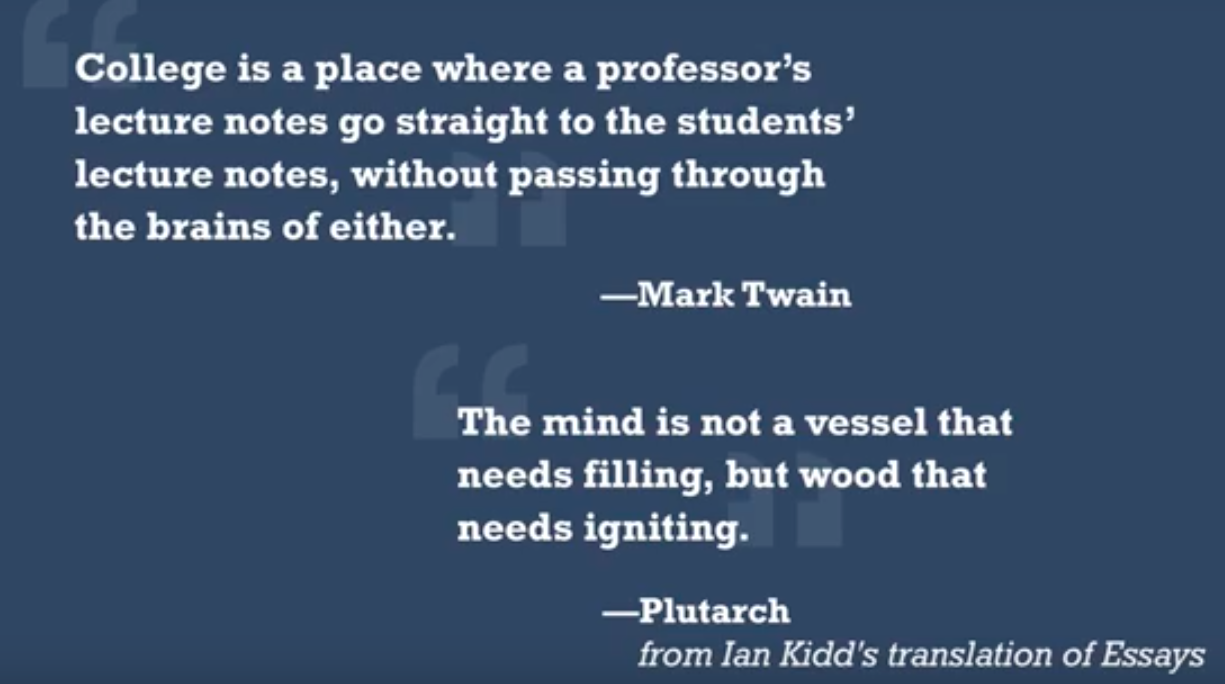 College is a place where a professor’s
lecture notes go straight to the students’
lecture notes, without passing through
the brains of either.
—Mark Twain
The mind is not a vessel that
needs filling, but wood that
needs igniting.
—Plutarch
from Ian Kidd's translation of Essays